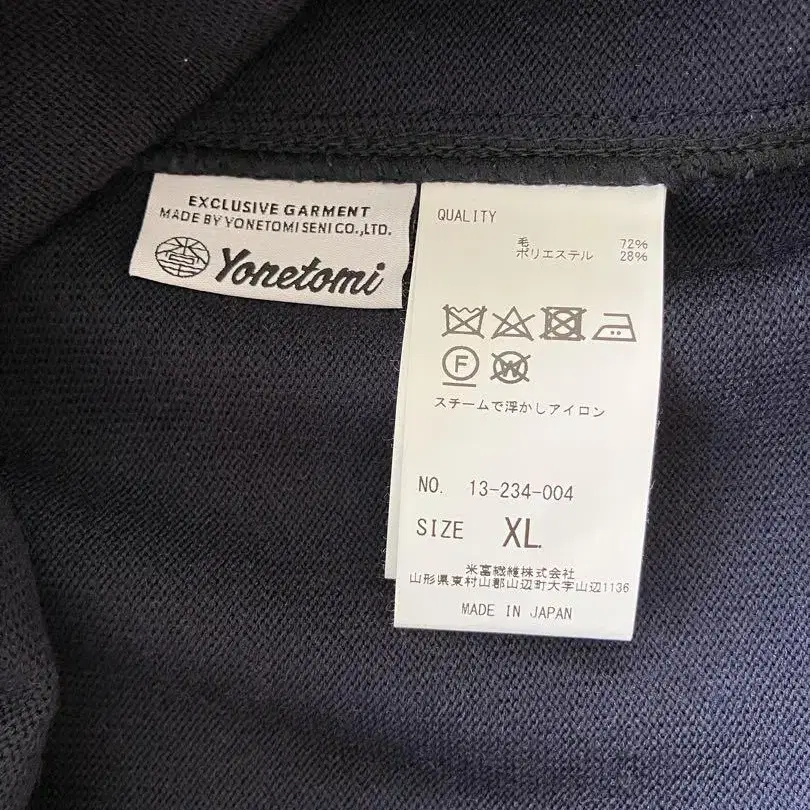 EXCLUSIVE GARMENT
MADE BY YONETOMI SENI CO.,LTD.
Yonetomi
QUALITY
毛 72%
ポリエステル 28%
F W
スチームで浮かしアイロン
NO. 13-234-004
SIZE XL
米富繊維株式会社
山形県東村山郡山辺町大字山辺1136
MADE IN JAPAN